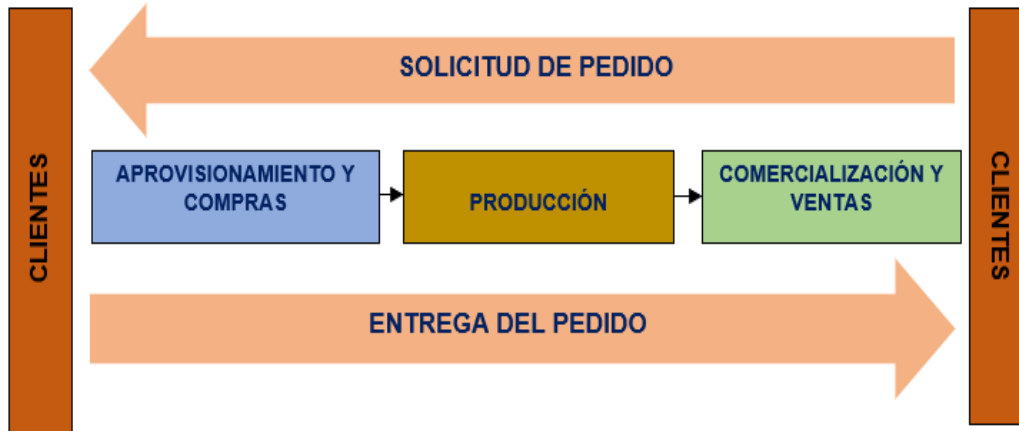 SOLICITUD DE PEDIDO
CLIENTES
APROVISIONAMIENTO Y
COMPRAS
PRODUCCIÓN
COMERCIALIZACIÓN Y
VENTAS
CLIENTES
ENTREGA DEL PEDIDO